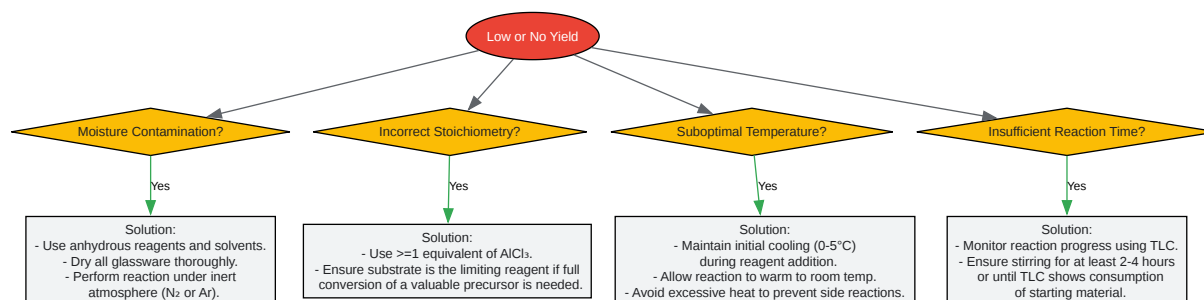 Low or No Yield
Moisture Contamination?
Incorrect Stoichiometry?
Suboptimal Temperature?
Insufficient Reaction Time?
Yes
Yes
Yes
Yes
Solution:
- Use anhydrous reagents and solvents.
- Dry all glassware thoroughly.
- Perform reaction under inert
atmosphere (N₂ or Ar).
Solution:
- Use >=1 equivalent of AlCl₃.
- Ensure substrate is the limiting reagent if full
conversion of a valuable precursor is needed.
Solution:
- Maintain initial cooling (0-5°C)
during reagent addition.
- Allow reaction to warm to room temp.
- Avoid excessive heat to prevent side reactions.
Solution:
- Monitor reaction progress using TLC.
- Ensure stirring for at least 2-4 hours
or until TLC shows consumption
of starting material.